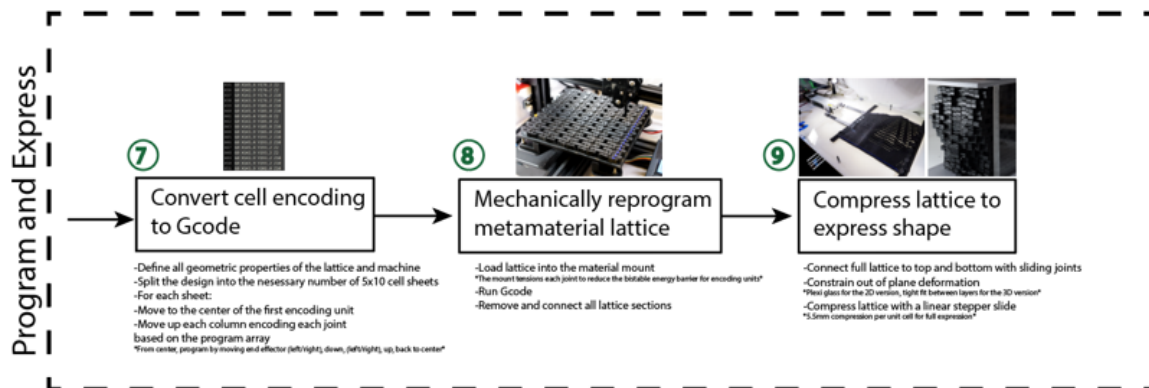 Program and Express
7
Convert cell encoding
to Gcode
-Define all geometric properties of the lattice and machine
-Split the design into the nesessary number of 5x10 cell sheets
-For each sheet:
-Move to the center of the first encoding unit
-Move up each column encoding each joint
based on the program array
*From center, program by moving end effector (left/right), down, (left/right), up, back to center*
8
Mechanically reprogram
metamaterial lattice
-Load lattice into the material mount
*The mount tensions each joint to reduce the bistable energy barrier for encoding units*
-Run Gcode
-Remove and connect all lattice sections
9
Compress lattice to
express shape
-Connect full lattice to top and bottom with sliding joints
-Constrain out of plane deformation
*Plexi glass for the 2D version, tight fit between layers for the 3D version*
-Compress lattice with a linear stepper slide
*5.5mm compression per unit cell for full expression*